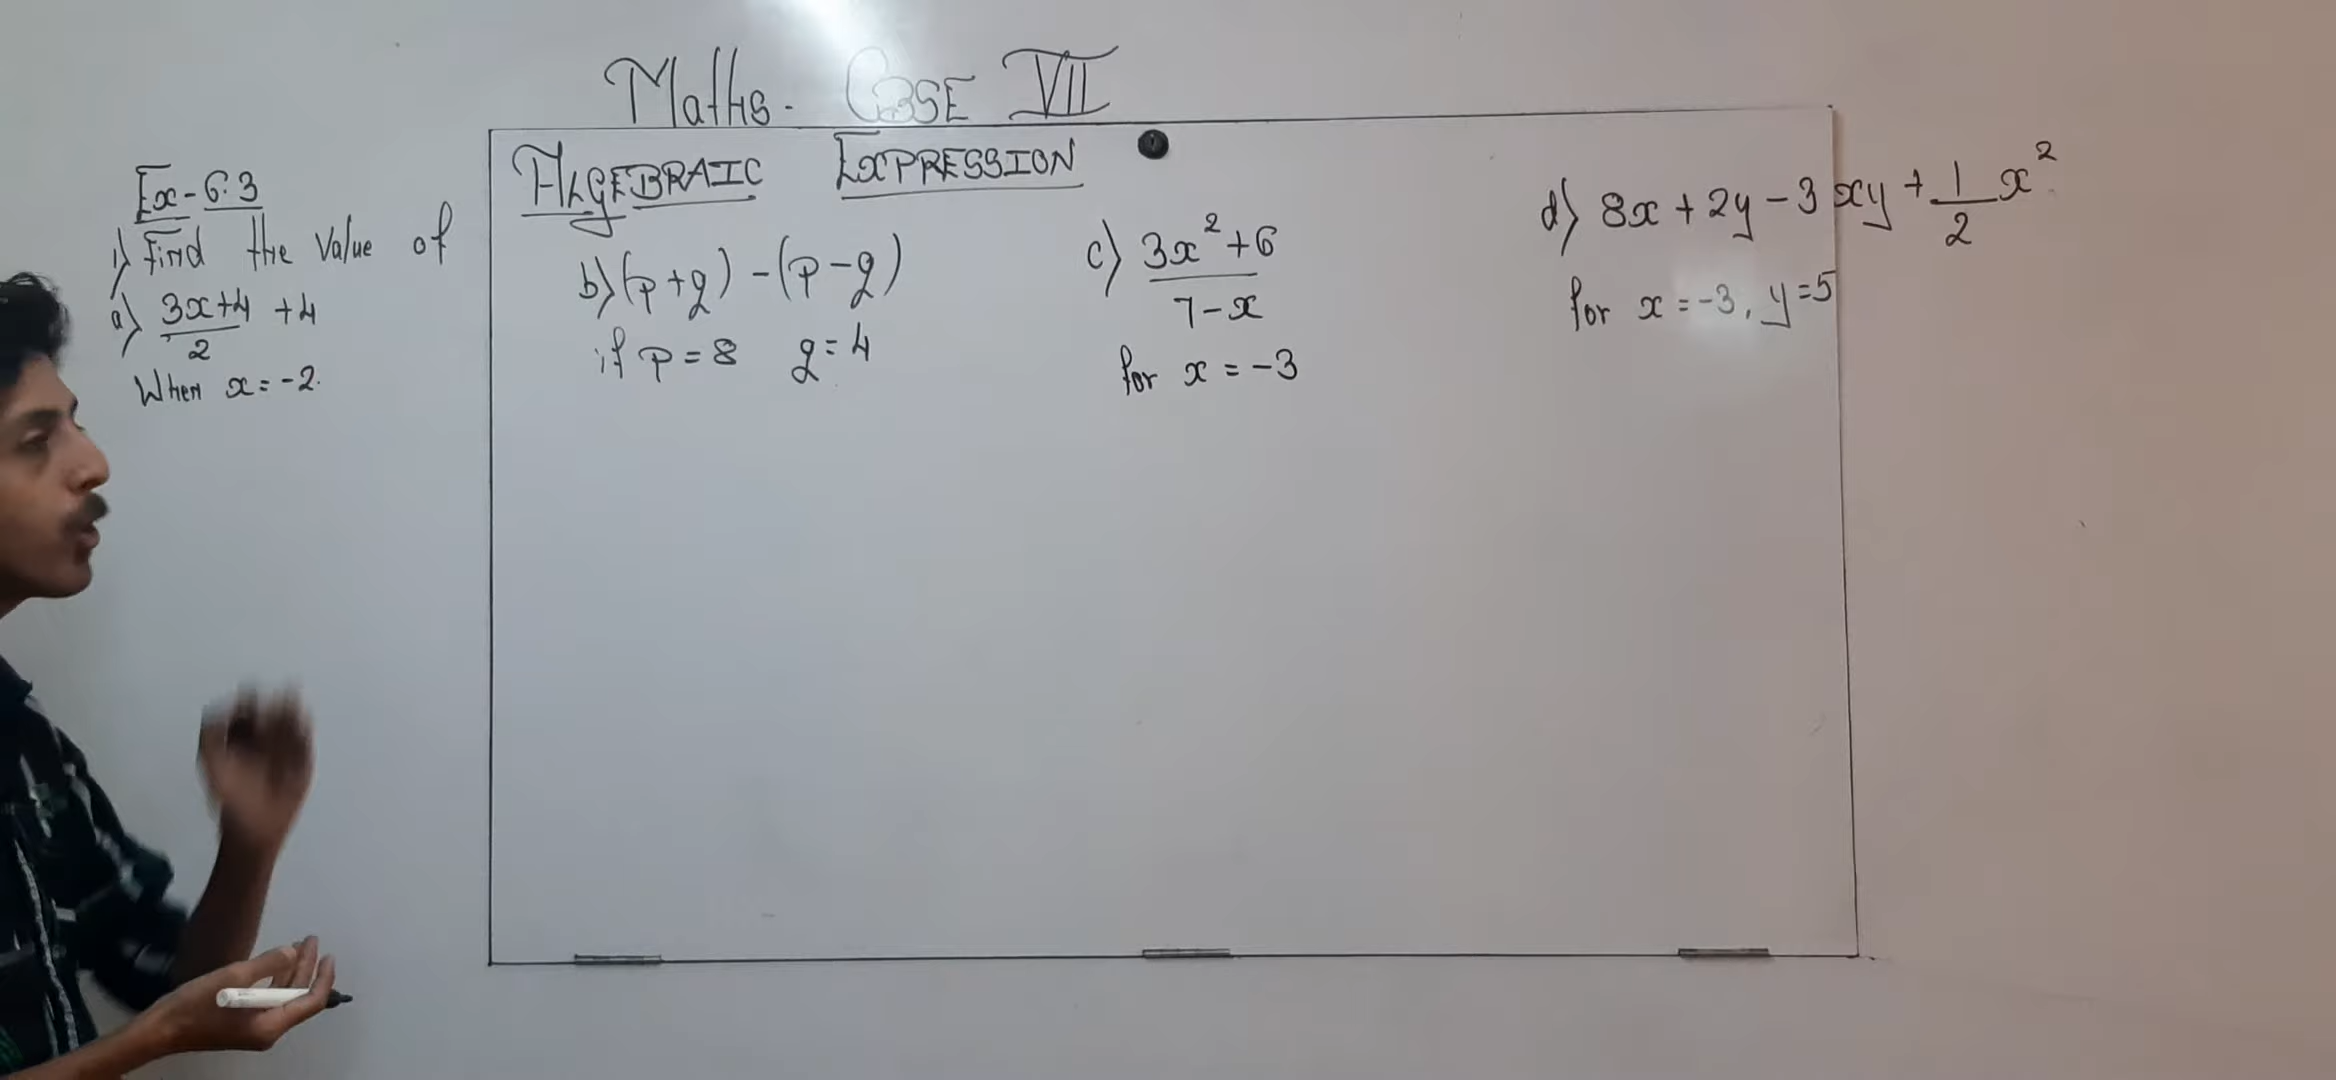 Maths. CBSE VII
ALGEBRAIC EXPRESSION
Ex-6.3
1) Find the Value of
a) (3x+4)/2 +4
When x = -2.
b) (p+q) - (p-q)
if p = 8 q = 4
c) (3x²+6)/(7-x)
for x = -3
d) 8x + 2y - 3xy + 1/2 x²
for x = -3, y = 5